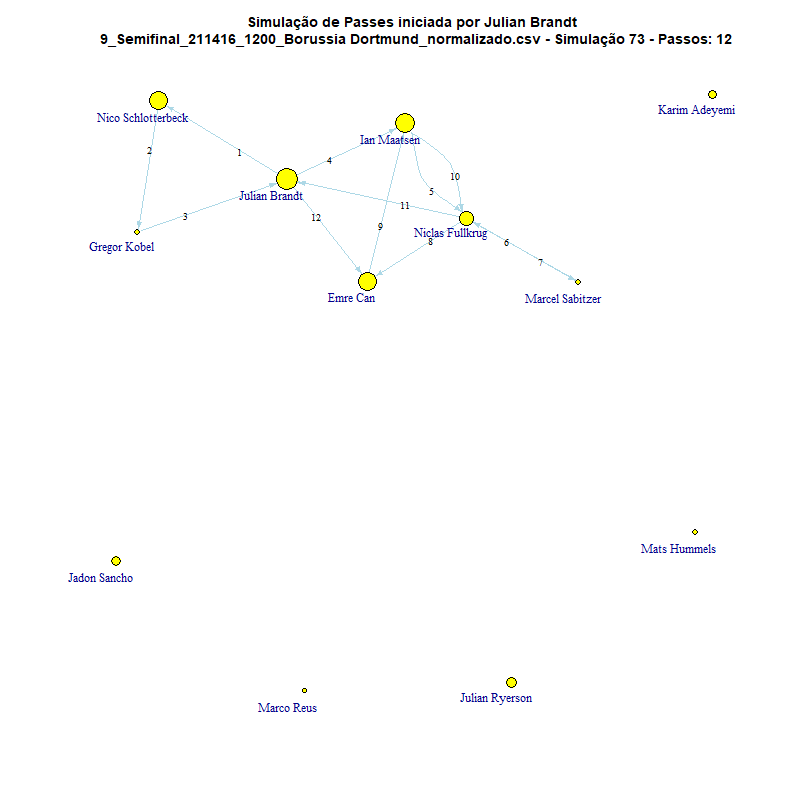 Simulação de Passes iniciada por Julian Brandt
9_Semifinal_211416_1200_Borussia Dortmund_normalizado.csv - Simulação 73 - Passos: 12
Karim Adeyemi
Nico Schlotterbeck
Ian Maatsen
2
1
4
10
5
Julian Brandt
11
3
12
9
Niclas Fullkrug
Gregor Kobel
8
6
7
Emre Can
Marcel Sabitzer
Mats Hummels
Jadon Sancho
Julian Ryerson
Marco Reus